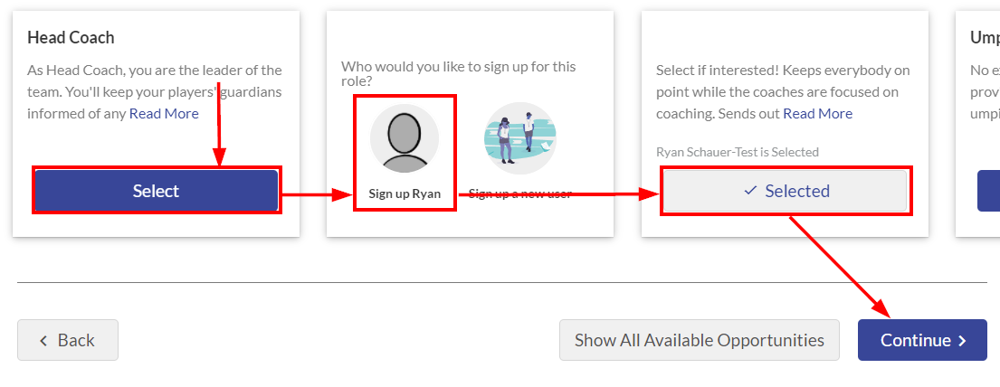 Head Coach
As Head Coach, you are the leader of the
team. You'll keep your players' guardians
informed of any Read More
Select
Who would you like to sign up for this
role?
Sign up Ryan
Sign up a new user
Select if interested! Keeps everybody on
point while the coaches are focused on
coaching. Sends out Read More
Ryan Schauer-Test is Selected
Selected
Ump
No ex
provi
umpi
Back
Show All Available Opportunities
Continue